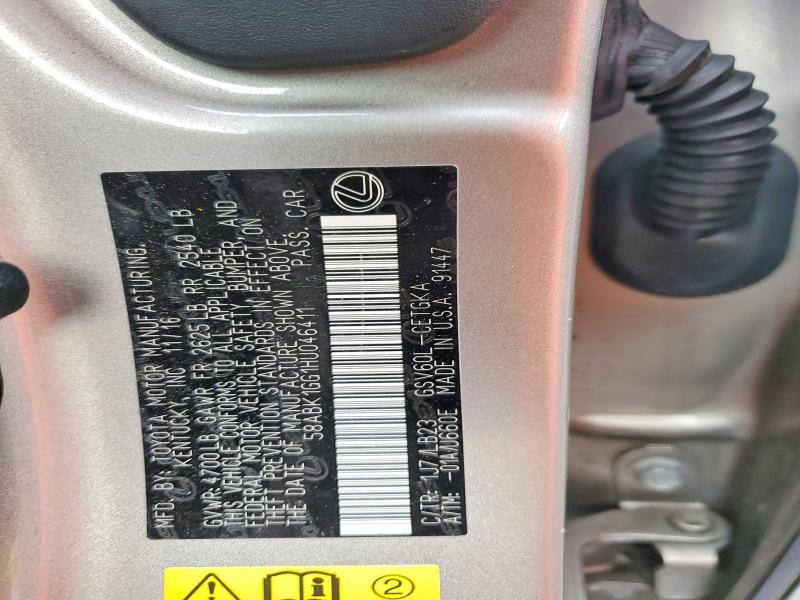 MFD BY: TOYOTA MOTOR MANUFACTURING,
KENTUCKY, INC 11/16
GVWR 4700 LB GAWR FR 2625 LB RR 2540 LB
THIS VEHICLE CONFORMS TO ALL APPLICABLE
FEDERAL MOTOR VEHICLE SAFETY BUMPER, AND
THEFT PREVENTION STANDARDS IN EFFECT ON
THE DATE OF MANUFACTURE SHOWN ABOVE
58ABK1GG1HU046411 PASS. CAR
C/TR: 1J7/LB23 GSV60L-CETGKA
A/TM: -01A/U660E MADE IN U.S.A. 91447
2